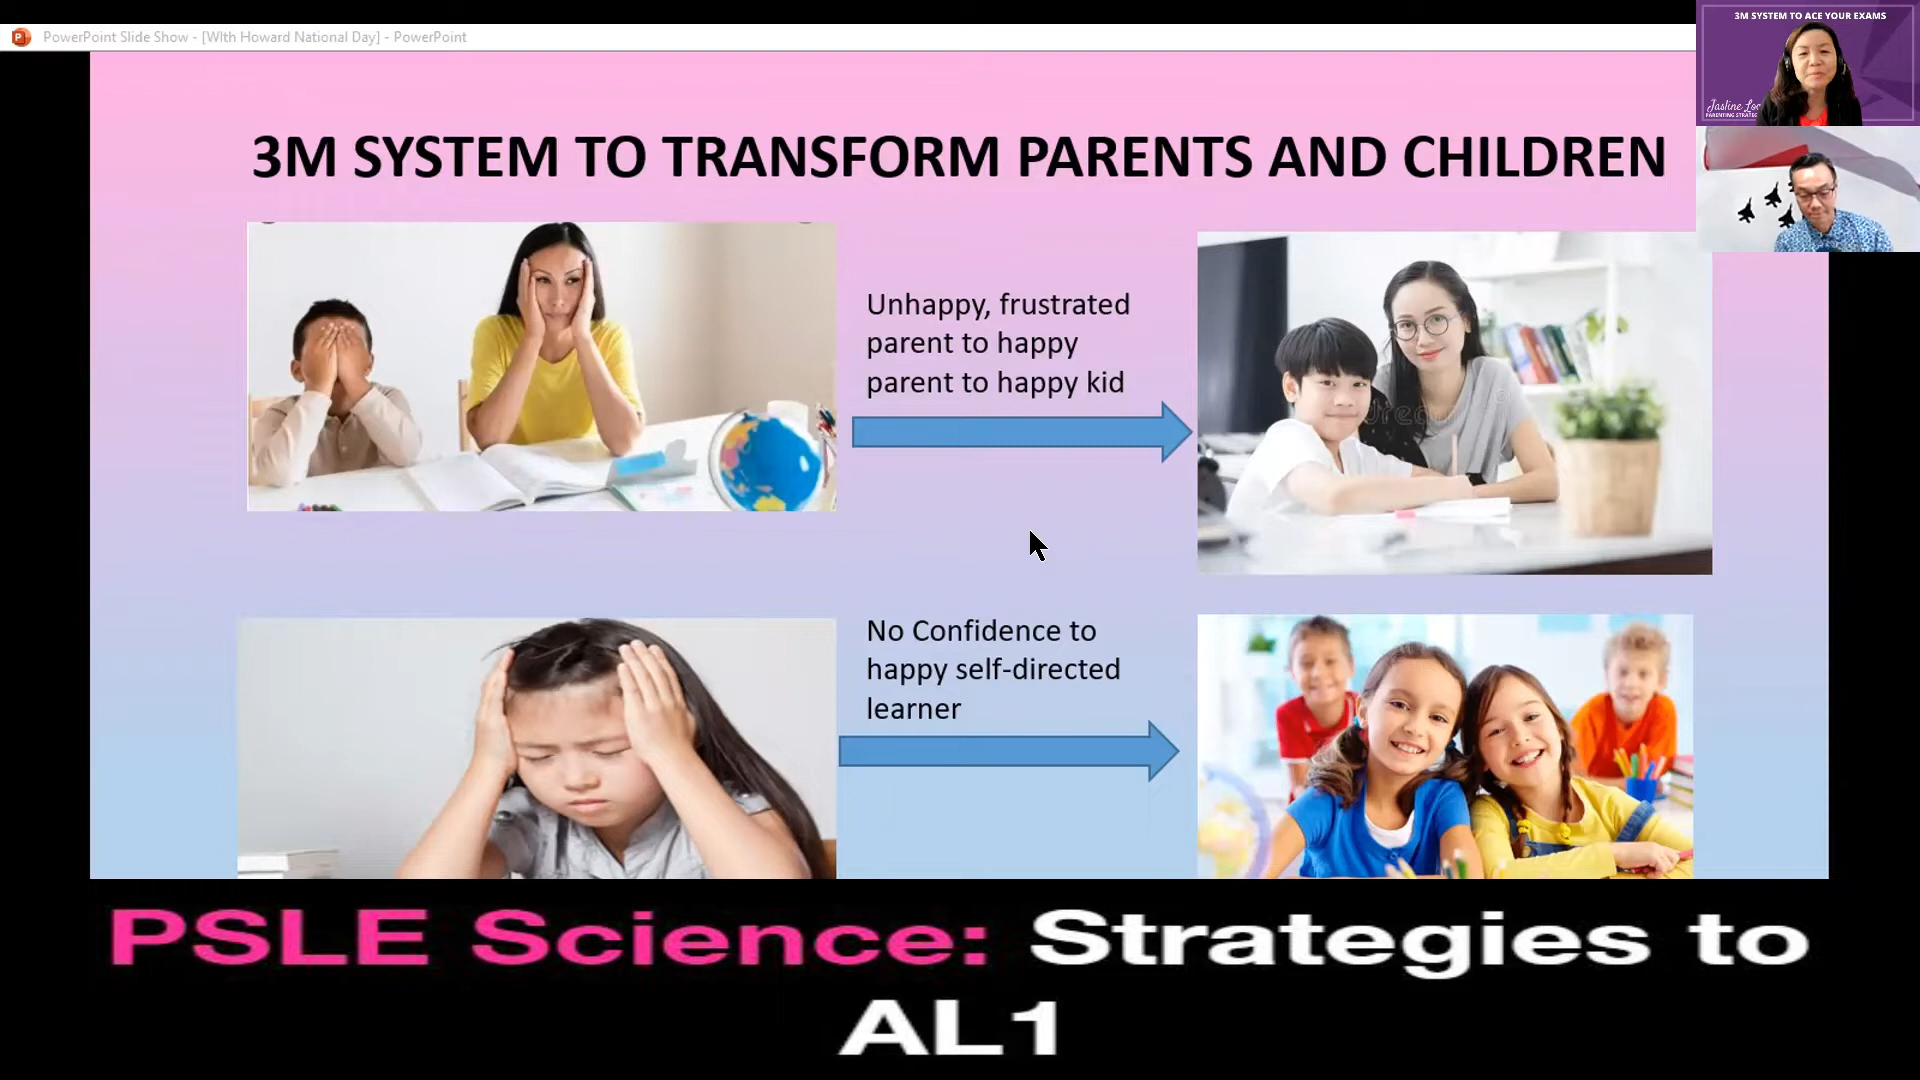 PowerPoint Slide Show - [WIth Howard National Day] - PowerPoint
3M SYSTEM TO ACE YOUR EXAMS
Jasline
3M SYSTEM TO TRANSFORM PARENTS AND CHILDREN
Unhappy, frustrated
parent to happy
parent to happy kid
No Confidence to
happy self-directed
learner
PSLE Science: Strategies to
AL1